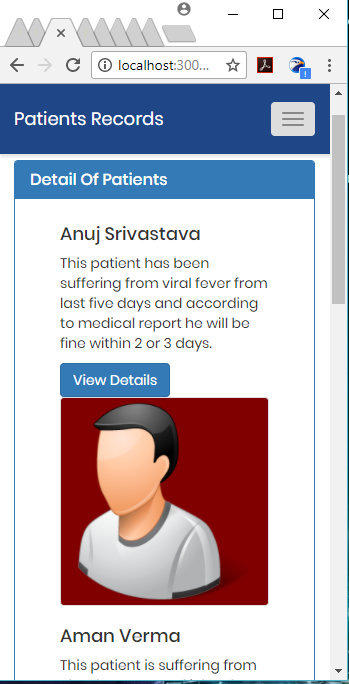 localhost:300...
Patients Records
Detail Of Patients
Anuj Srivastava
This patient has been
suffering from viral fever from
last five days and according
to medical report he will be
fine within 2 or 3 days.
View Details
Aman Verma
This patient is suffering from